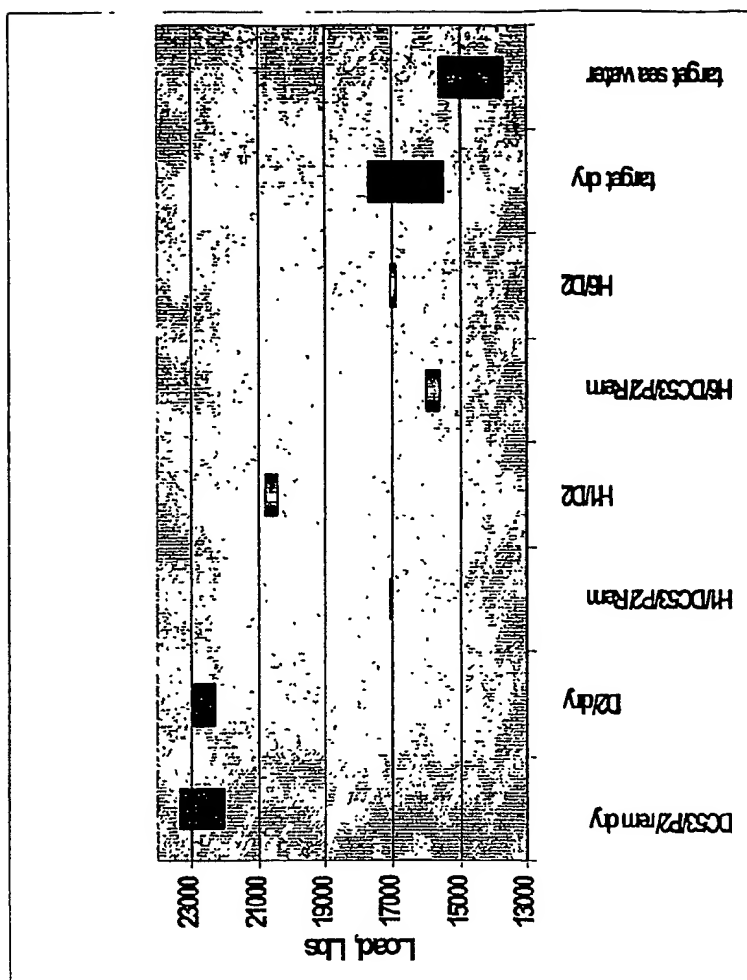 Load, Lbs
23000
21000
19000
17000
15000
13000
DC53/P2/rem dry
D2/dry
H1/DC53/P2/Rem
H1/D2
H6/DC53/P2/Rem
H6/D2
target dry
target sea water